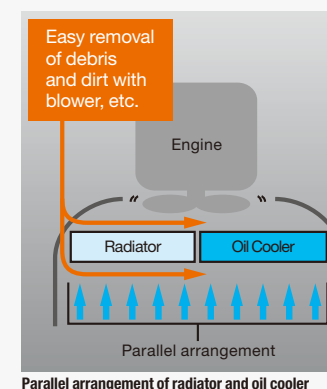 Easy removal
of debris
and dirt with
blower, etc.
Engine
Radiator
Oil Cooler
Parallel arrangement
Parallel arrangement of radiator and oil cooler